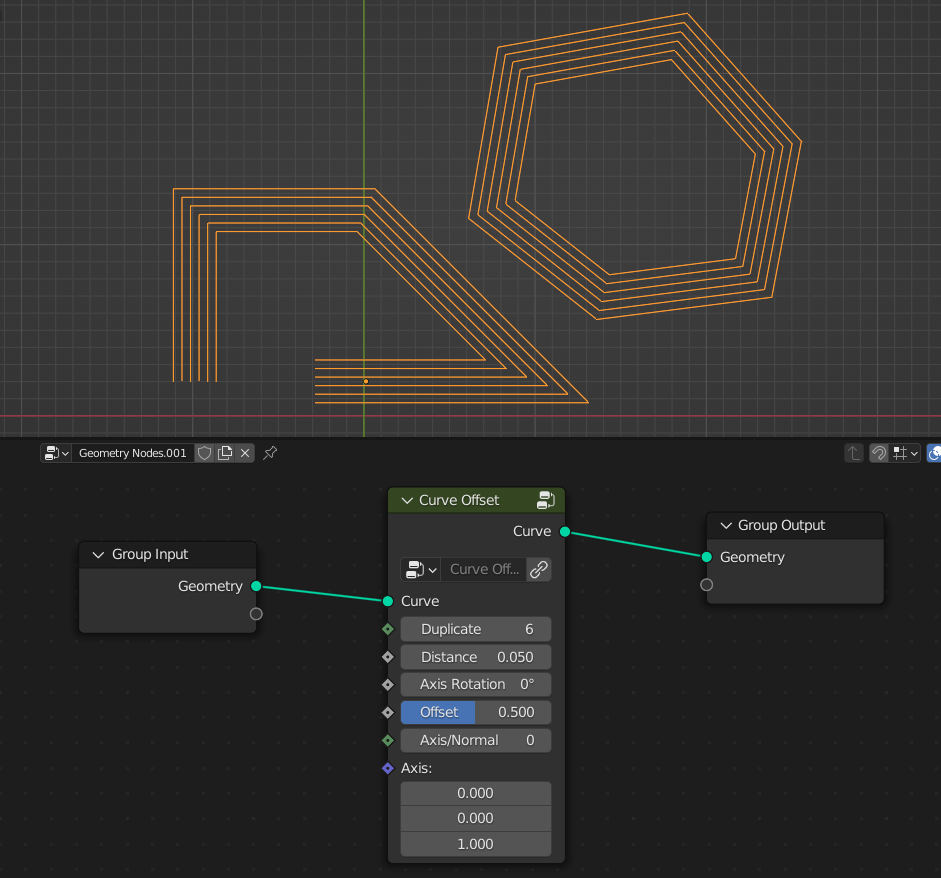 Geometry Nodes.001
Curve Offset
Curve
Curve Off...
Curve
Duplicate 6
Distance 0.050
Axis Rotation 0°
Offset 0.500
Axis/Normal 0
Axis:
0.000
0.000
1.000
Group Input
Geometry
Group Output
Geometry